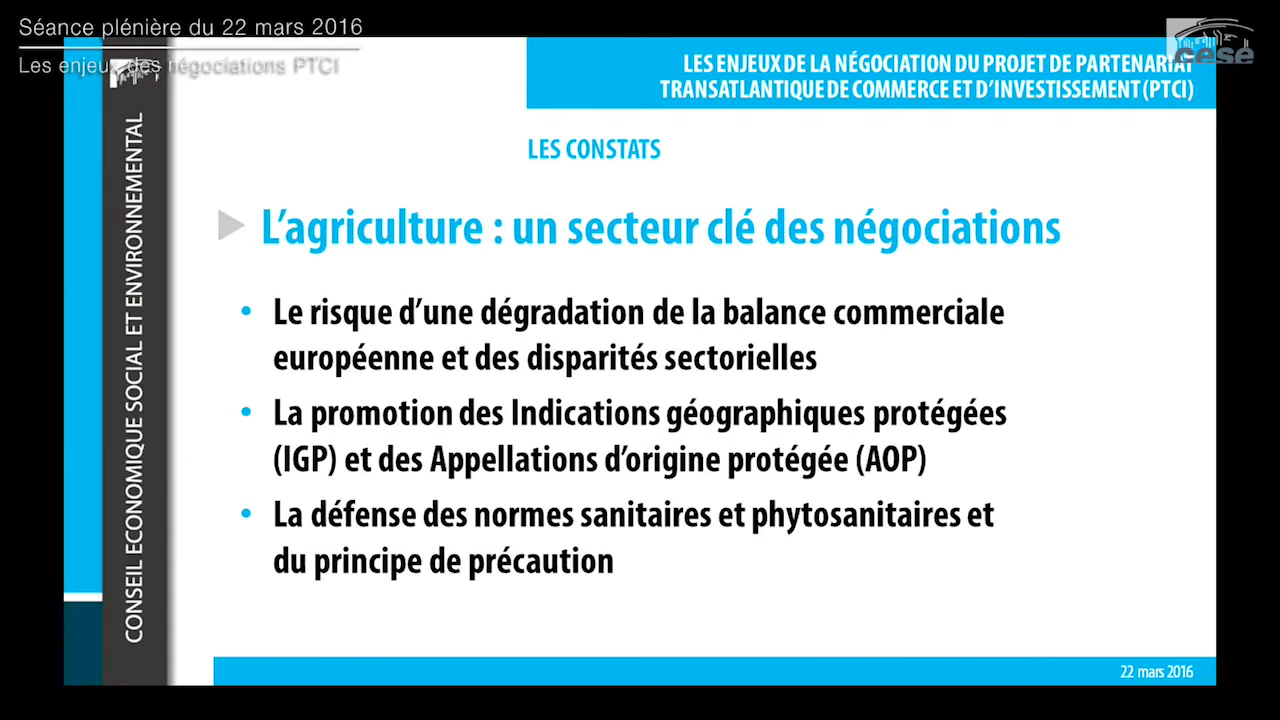 Séance plénière du 22 mars 2016
Les enjeux des négociations PTCI
cese
LES ENJEUX DE LA NÉGOCIATION DU PROJET DE PARTENARIAT
TRANSATLANTIQUE DE COMMERCE ET D'INVESTISSEMENT (PTCI)
CONSEIL ECONOMIQUE SOCIAL ET ENVIRONNEMENTAL
LES CONSTATS
L'agriculture : un secteur clé des négociations
• Le risque d'une dégradation de la balance commerciale
européenne et des disparités sectorielles
• La promotion des Indications géographiques protégées
(IGP) et des Appellations d'origine protégée (AOP)
• La défense des normes sanitaires et phytosanitaires et
du principe de précaution
22 mars 2016